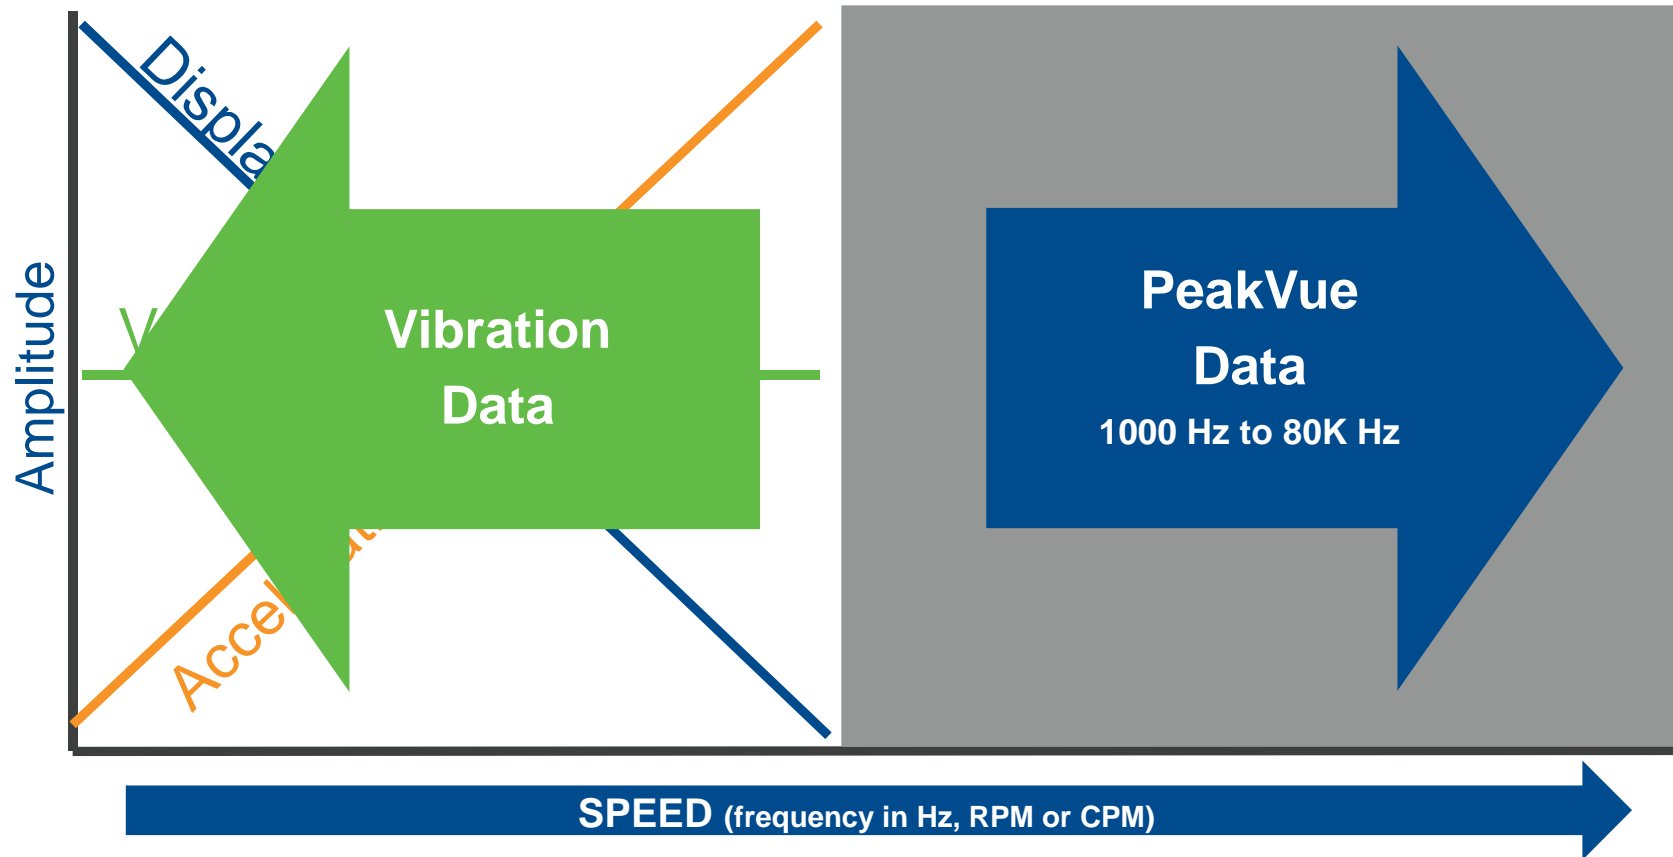 Displa
Amplitude
V
Vibration
Data
Accel
PeakVue
Data
1000 Hz to 80K Hz
SPEED (frequency in Hz, RPM or CPM)